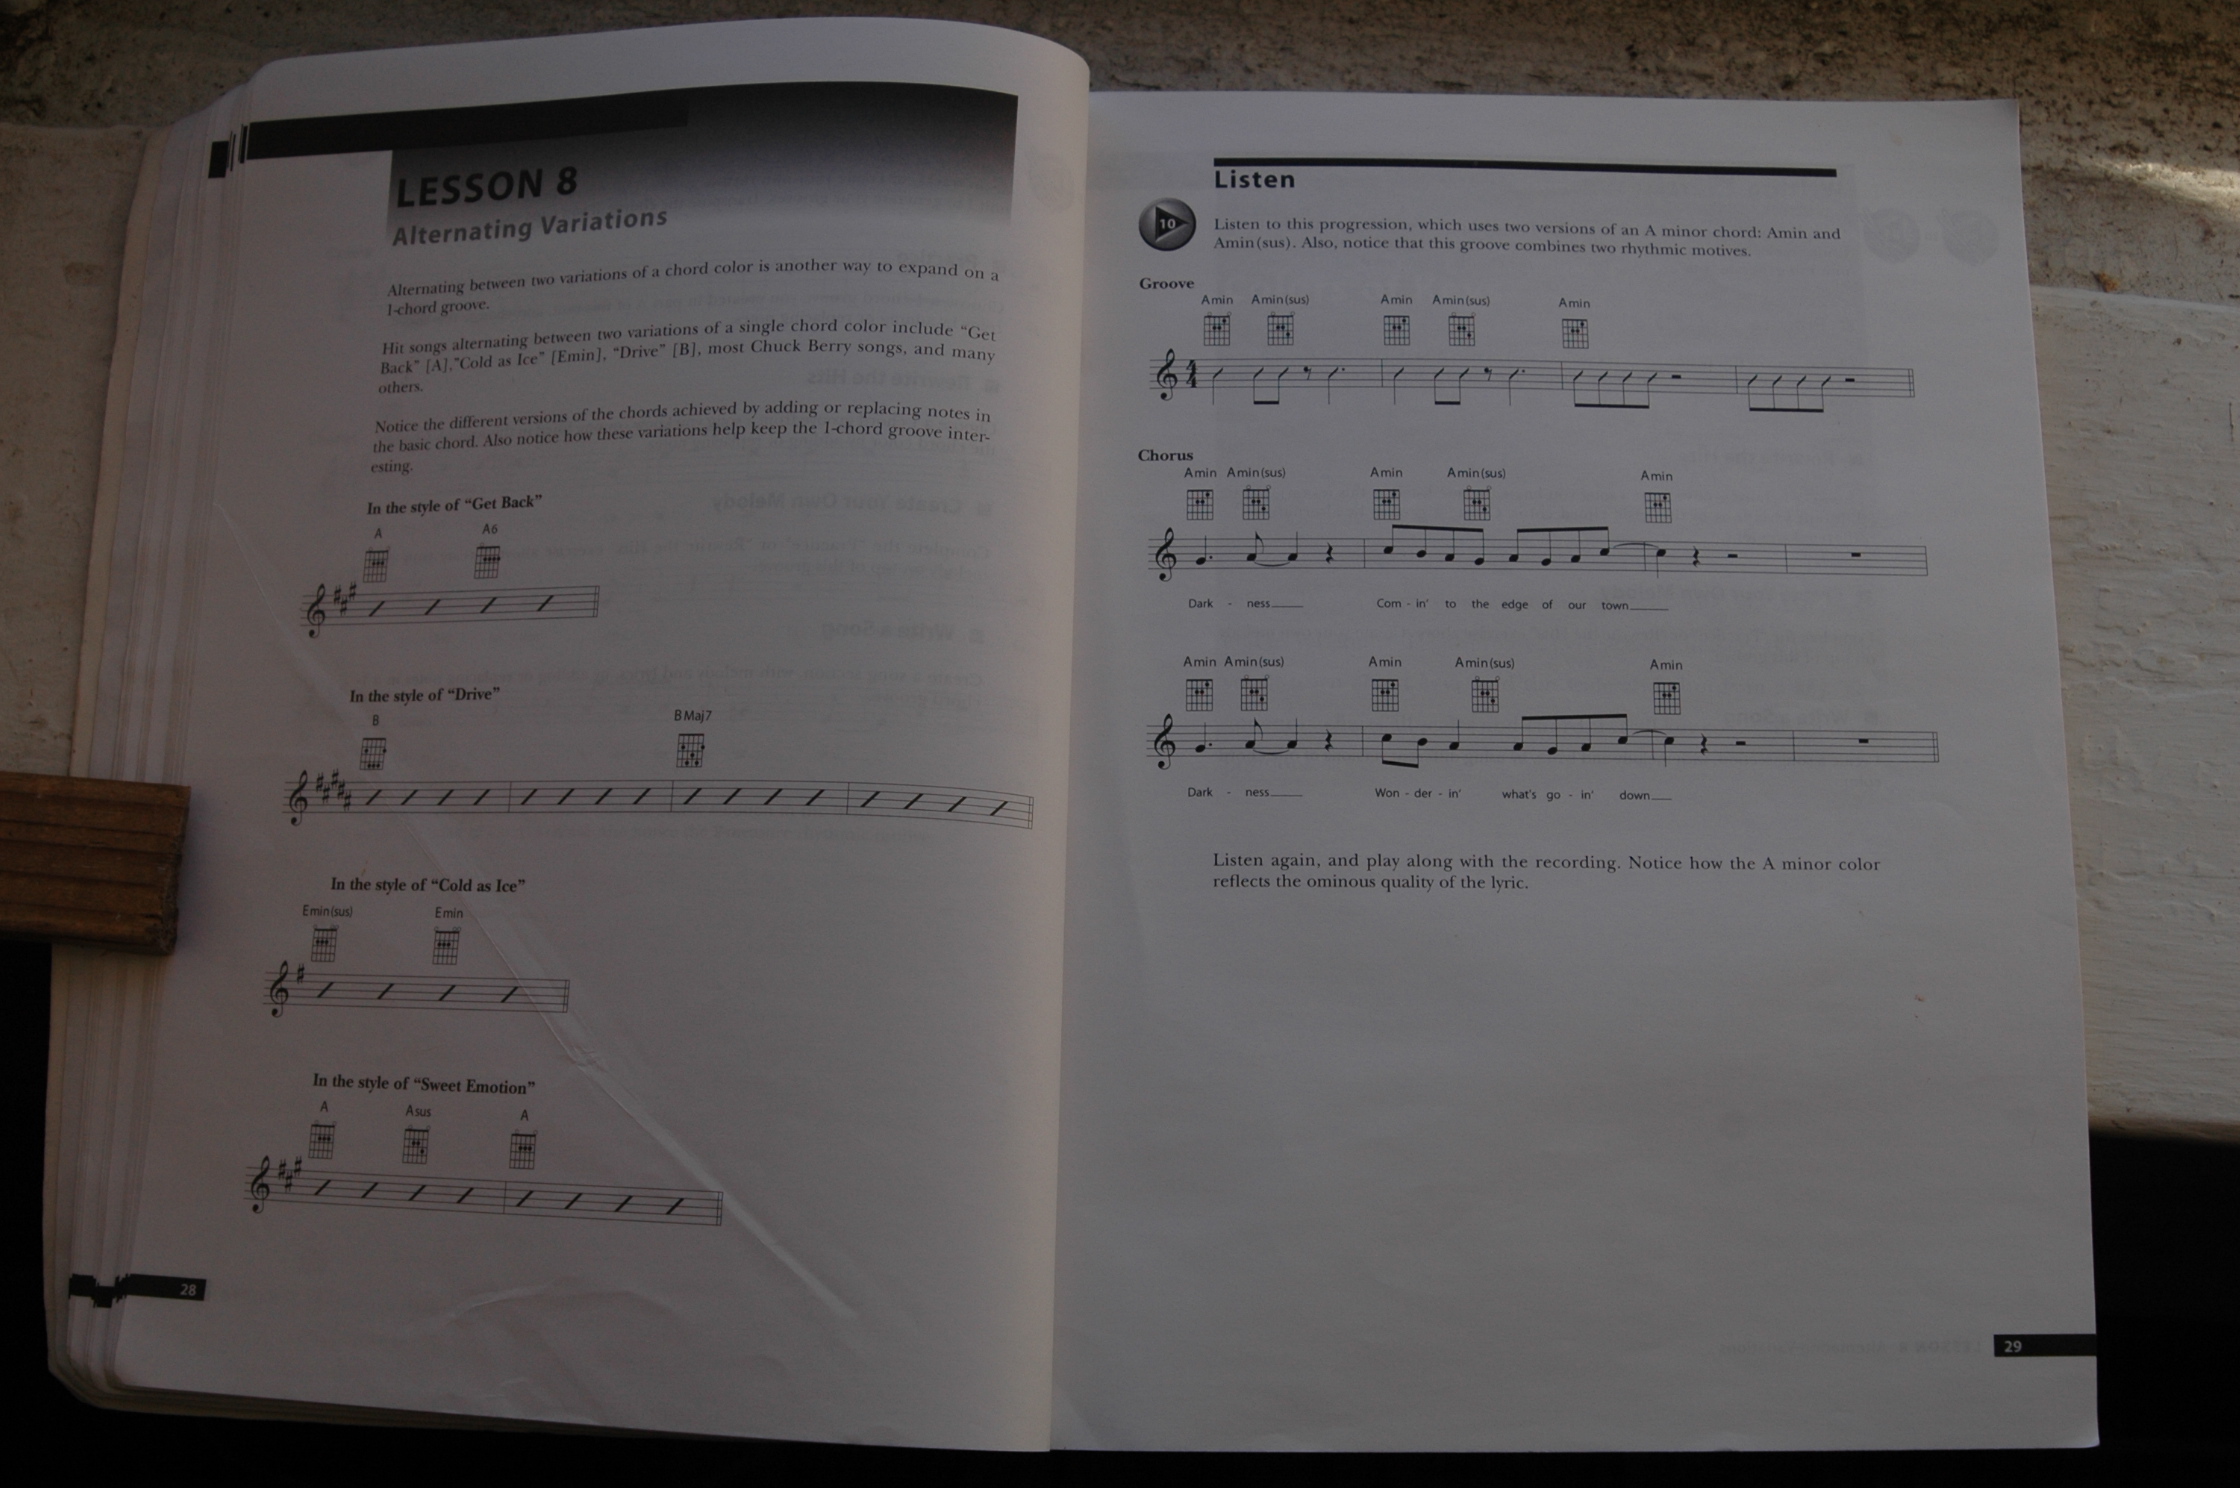 LESSON 8
Alternating Variations
Alternating between two variations of a chord color is another way to expand on a
1-chord groove.
Hit songs alternating between two variations of a single chord color include “Get
Back” [A],“Cold as Ice” [Emin], “Drive” [B], most Chuck Berry songs, and many
others.
Notice the different versions of the chords achieved by adding or replacing notes in
the basic chord. Also notice how these variations help keep the 1-chord groove inter-
esting.
In the style of “Get Back”
A A6
In the style of “Drive”
B BMaj7
In the style of “Cold as Ice”
Emin(sus) Emin
In the style of “Sweet Emotion”
A Asus A
28
Listen
10
Listen to this progression, which uses two versions of an A minor chord: Amin and
Amin(sus). Also, notice that this groove combines two rhythmic motives.
Groove
Amin Amin(sus) Amin Amin(sus) Amin
4
4
Chorus
Amin Amin(sus) Amin Amin(sus) Amin
Dark - ness____ Com - in' to the edge of our town____
Amin Amin(sus) Amin Amin(sus) Amin
Dark - ness____ Won - der - in' what's go - in' down___
Listen again, and play along with the recording. Notice how the A minor color
reflects the ominous quality of the lyric.
29